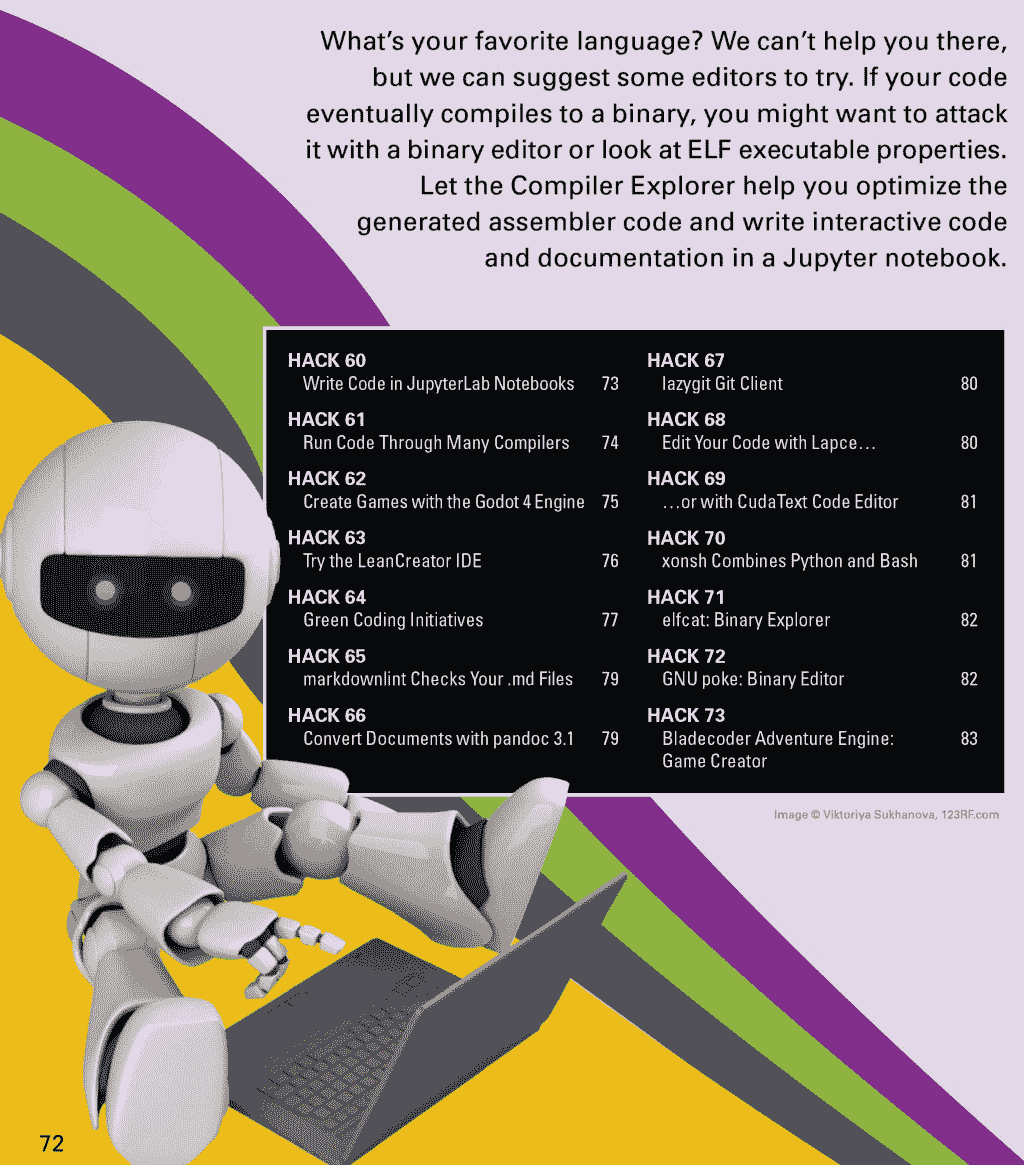 What's your favorite language? We can't help you there,
but we can suggest some editors to try. If your code
eventually compiles to a binary, you might want to attack
it with a binary editor or look at ELF executable properties.
Let the Compiler Explorer help you optimize the
generated assembler code and write interactive code
and documentation in a Jupyter notebook.
HACK 60
Write Code in JupyterLab Notebooks 73
HACK 61
Run Code Through Many Compilers 74
HACK 62
Create Games with the Godot 4 Engine 75
HACK 63
Try the LeanCreator IDE 76
HACK 64
Green Coding Initiatives 77
HACK 65
markdownlint Checks Your .md Files 79
HACK 66
Convert Documents with pandoc 3.1 79
HACK 67
lazygit Git Client 80
HACK 68
Edit Your Code with Lapce… 80
HACK 69
…or with CudaText Code Editor 81
HACK 70
xonsh Combines Python and Bash 81
HACK 71
elfcat: Binary Explorer 82
HACK 72
GNU poke: Binary Editor 82
HACK 73
Bladecoder Adventure Engine: 83
Game Creator
Image © Viktoriya Sukhanova, 123RF.com
72